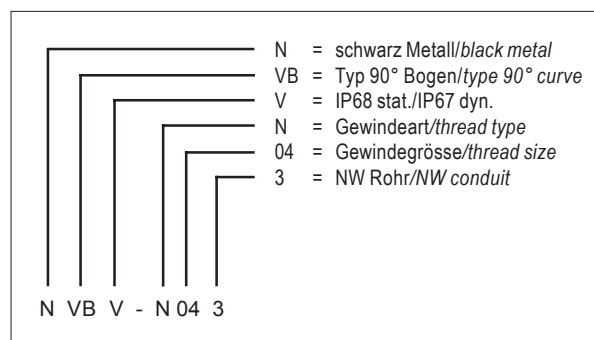 N = schwarz Metall/black metal
VB = Typ 90° Bogen/type 90° curve
V = IP68 stat./IP67 dyn.
N = Gewindeart/thread type
04 = Gewindegrösse/thread size
3 = NW Rohr/NW conduit
N VB V - N 04 3